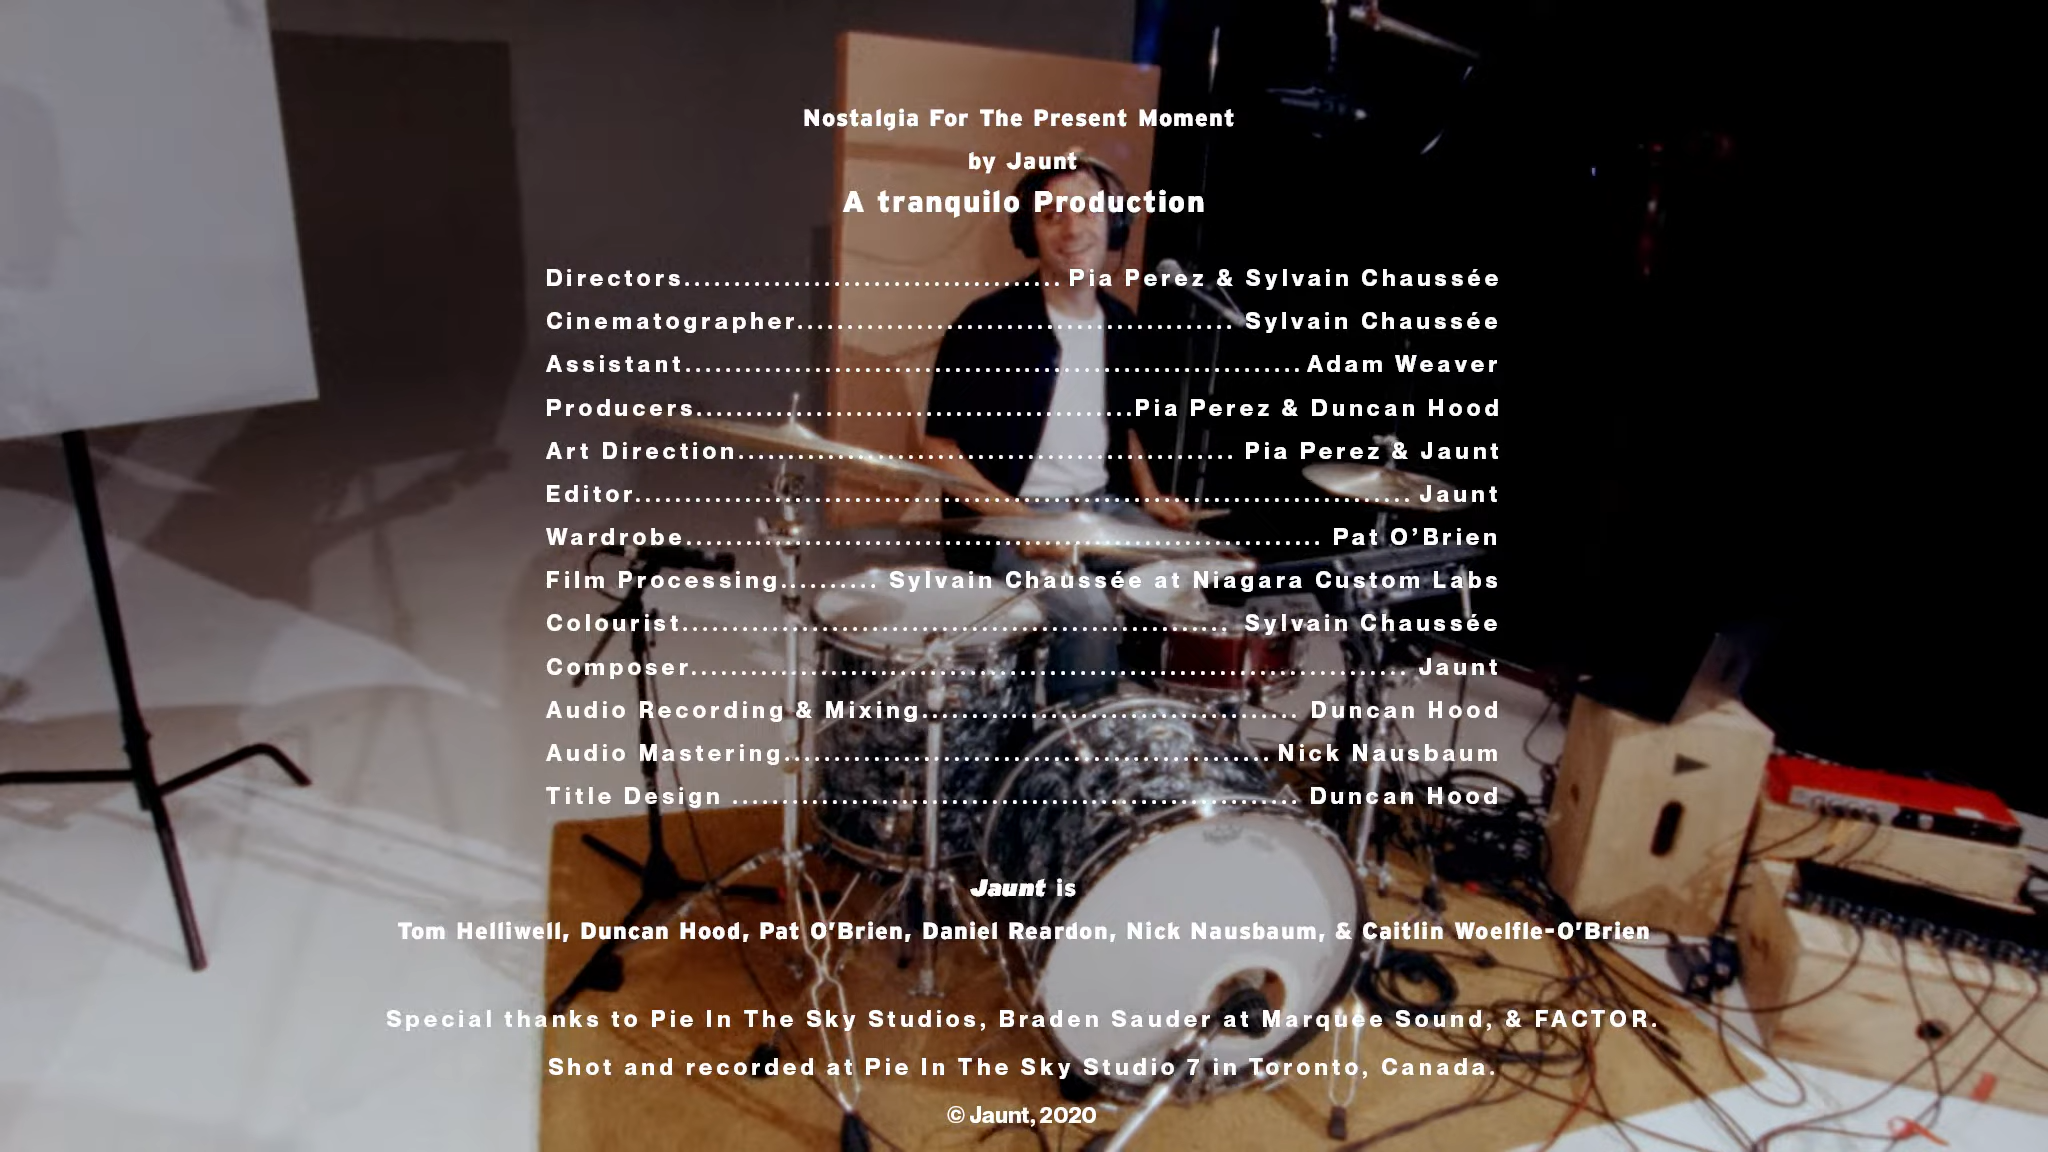 Nostalgia For The Present Moment
by Jaunt
A tranquilo Production
Directors...................................... Pia Perez & Sylvain Chaussée
Cinematographer............................................ Sylvain Chaussée
Assistant.............................................................. Adam Weaver
Producers............................................Pia Perez & Duncan Hood
Art Direction.................................................. Pia Perez & Jaunt
Editor.............................................................................. Jaunt
Wardrobe................................................................ Pat O’Brien
Film Processing.......... Sylvain Chaussée at Niagara Custom Labs
Colourist....................................................... Sylvain Chaussée
Composer........................................................................ Jaunt
Audio Recording & Mixing...................................... Duncan Hood
Audio Mastering................................................. Nick Nausbaum
Title Design ......................................................... Duncan Hood
Jaunt is
Tom Helliwell, Duncan Hood, Pat O'Brien, Daniel Reardon, Nick Nausbaum, & Caitlin Woelfle-O'Brien
Special thanks to Pie In The Sky Studios, Braden Sauder at Marquee Sound, & FACTOR.
Shot and recorded at Pie In The Sky Studio 7 in Toronto, Canada.
© Jaunt, 2020